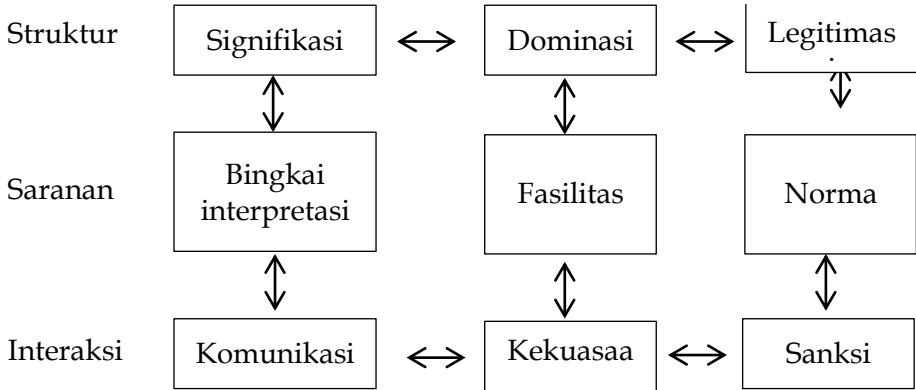 Struktur
Signifikasi
Dominasi
Legitimas
Saranan
Bingkai
interpretasi
Fasilitas
Norma
Interaksi
Komunikasi
Kekuasaa
Sanksi